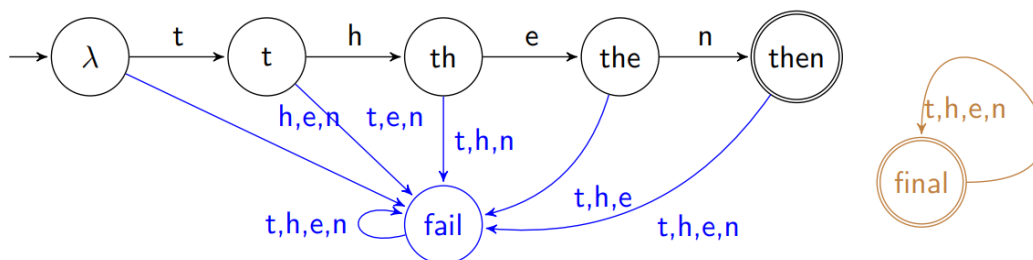 t h e n
λ t th the then
h,e,n t,e,n t,h,n t,h,e,n
final
t,h,e
t,h,e,n fail t,h,e,n